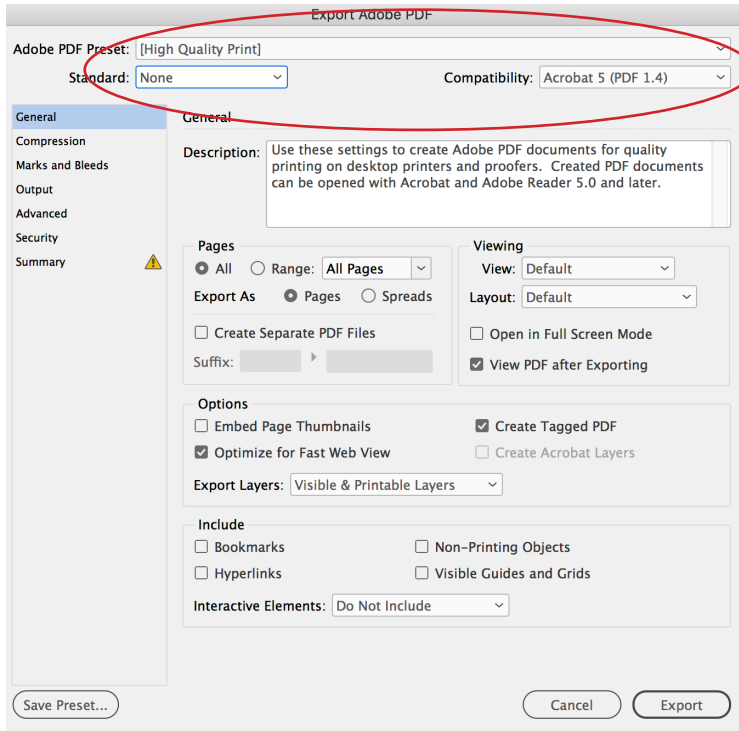 Export Adobe PDF
Adobe PDF Preset: [High Quality Print]
Standard: None
Compatibility: Acrobat 5 (PDF 1.4)
General
Compression
Marks and Bleeds
Output
Advanced
Security
Summary
General
Description: Use these settings to create Adobe PDF documents for quality
printing on desktop printers and proofers. Created PDF documents
can be opened with Acrobat and Adobe Reader 5.0 and later.
Pages
All Range: All Pages
Export As Pages Spreads
Create Separate PDF Files
Suffix:
Viewing
View: Default
Layout: Default
Open in Full Screen Mode
View PDF after Exporting
Options
Embed Page Thumbnails
Create Tagged PDF
Optimize for Fast Web View
Create Acrobat Layers
Export Layers: Visible & Printable Layers
Include
Bookmarks
Non-Printing Objects
Hyperlinks
Visible Guides and Grids
Interactive Elements: Do Not Include
Save Preset...
Cancel
Export